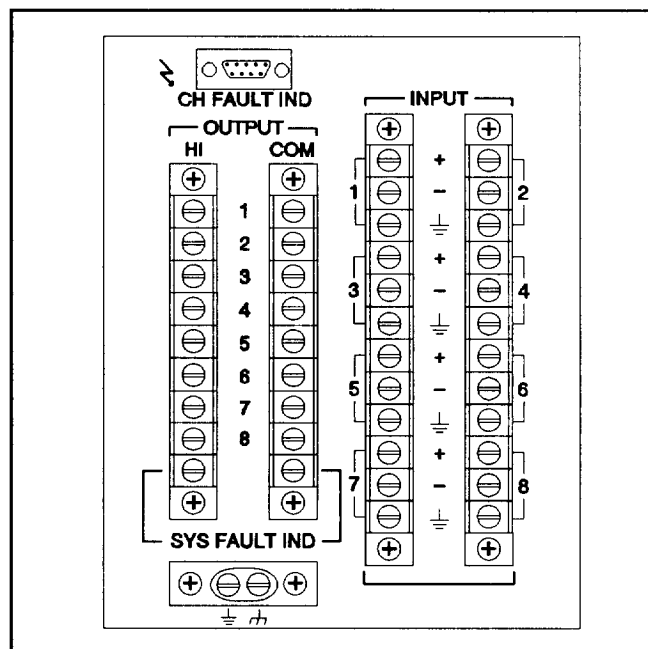 CH FAULT IND
OUTPUT
HI COM
1
2
3
4
5
6
7
8
SYS FAULT IND
INPUT
+
1 − 2
+
3 − 4
+
5 − 6
+
7 − 8